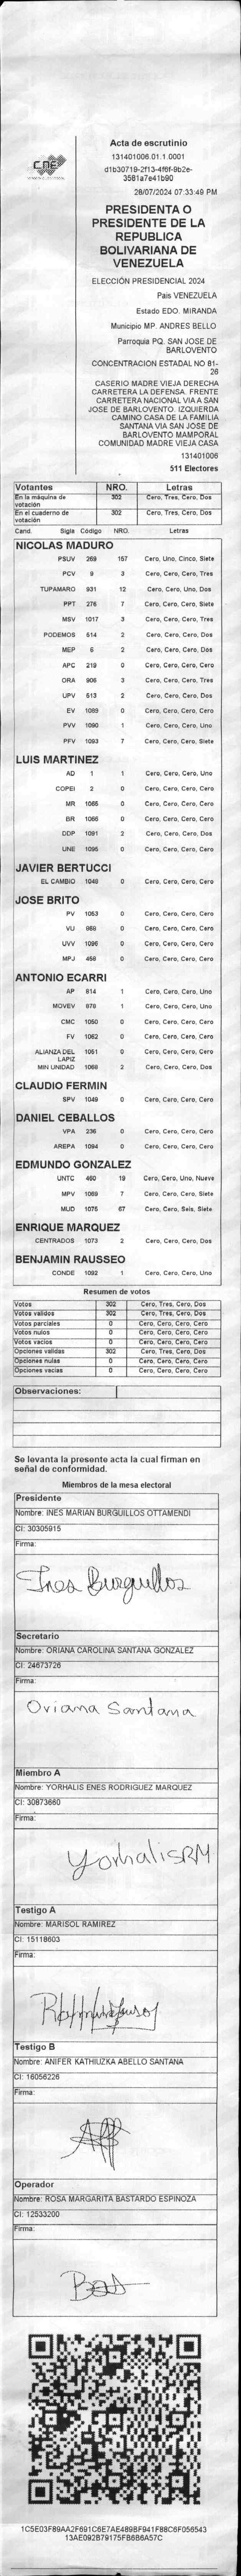 CNE
Acta de escrutinio
131401006.01.1.0001
d1b30719-2f13-4f6f-9b2e-
3581a7e41b90
28/07/2024 07:33:49 PM
PRESIDENTA O
PRESIDENTE DE LA
REPUBLICA
BOLIVARIANA DE
VENEZUELA
ELECCIÓN PRESIDENCIAL 2024
Pais VENEZUELA
Estado EDO. MIRANDA
Municipio MP. ANDRES BELLO
Parroquia PQ. SAN JOSE DE
BARLOVENTO
CONCENTRACION ESTADAL NO 81-
26
CASERIO MADRE VIEJA DERECHA
CARRETERA LA DEFENSA. FRENTE
CARRETERA NACIONAL VIA A SAN
JOSE DE BARLOVENTO. IZQUIERDA
CAMINO CASA DE LA FAMILIA
SANTANA VIA SAN JOSE DE
BARLOVENTO MAMPORAL
COMUNIDAD MADRE VIEJA CASA
131401006
511 Electores
Votantes NRO. Letras
En la máquina de votación 302 Cero, Tres, Cero, Dos
En el cuaderno de votación 302 Cero, Tres, Cero, Dos
Cand. Sigla Código NRO. Letras
NICOLAS MADURO
PSUV 269 157 Cero, Uno, Cinco, Siete
PCV 9 3 Cero, Cero, Cero, Tres
TUPAMARO 931 12 Cero, Cero, Uno, Dos
PPT 276 7 Cero, Cero, Cero, Siete
MSV 1017 3 Cero, Cero, Cero, Tres
PODEMOS 514 2 Cero, Cero, Cero, Dos
MEP 6 2 Cero, Cero, Cero, Dos
APC 219 0 Cero, Cero, Cero, Cero
ORA 906 3 Cero, Cero, Cero, Tres
UPV 513 2 Cero, Cero, Cero, Dos
EV 1089 0 Cero, Cero, Cero, Cero
PVV 1090 1 Cero, Cero, Cero, Uno
PFV 1093 7 Cero, Cero, Cero, Siete
LUIS MARTINEZ
AD 1 1 Cero, Cero, Cero, Uno
COPEI 2 0 Cero, Cero, Cero, Cero
MR 1065 0 Cero, Cero, Cero, Cero
BR 1066 0 Cero, Cero, Cero, Cero
DDP 1091 2 Cero, Cero, Cero, Dos
UNE 1095 0 Cero, Cero, Cero, Cero
JAVIER BERTUCCI
EL CAMBIO 1048 0 Cero, Cero, Cero, Cero
JOSE BRITO
PV 1053 0 Cero, Cero, Cero, Cero
VU 989 0 Cero, Cero, Cero, Cero
UVV 1096 0 Cero, Cero, Cero, Cero
MPJ 458 0 Cero, Cero, Cero, Cero
ANTONIO ECARRI
AP 814 1 Cero, Cero, Cero, Uno
MOVEV 878 1 Cero, Cero, Cero, Uno
CMC 1050 0 Cero, Cero, Cero, Cero
FV 1062 0 Cero, Cero, Cero, Cero
ALIANZA DEL LAPIZ 1051 0 Cero, Cero, Cero, Cero
MIN UNIDAD 1068 2 Cero, Cero, Cero, Dos
CLAUDIO FERMIN
SPV 1049 0 Cero, Cero, Cero, Cero
DANIEL CEBALLOS
VPA 236 0 Cero, Cero, Cero, Cero
AREPA 1094 0 Cero, Cero, Cero, Cero
EDMUNDO GONZALEZ
UNTC 460 19 Cero, Cero, Uno, Nueve
MPV 1069 7 Cero, Cero, Cero, Siete
MUD 1075 67 Cero, Cero, Seis, Siete
ENRIQUE MARQUEZ
CENTRADOS 1073 2 Cero, Cero, Cero, Dos
BENJAMIN RAUSSEO
CONDE 1092 1 Cero, Cero, Cero, Uno
Resumen de votos
Votos 302 Cero, Tres, Cero, Dos
Votos validos 302 Cero, Tres, Cero, Dos
Votos parciales 0 Cero, Cero, Cero, Cero
Votos nulos 0 Cero, Cero, Cero, Cero
Votos vacios 0 Cero, Cero, Cero, Cero
Opciones validas 302 Cero, Tres, Cero, Dos
Opciones nulas 0 Cero, Cero, Cero, Cero
Opciones vacias 0 Cero, Cero, Cero, Cero
Observaciones:
Se levanta la presente acta la cual firman en
señal de conformidad.
Miembros de la mesa electoral
Presidente
Nombre: INES MARIAN BURGUILLOS OTTAMENDI
CI: 30305915
Firma:
Ines Burguillos
Secretario
Nombre: ORIANA CAROLINA SANTANA GONZALEZ
CI: 24673726
Firma:
Oriana Santana
Miembro A
Nombre: YORHALIS ENES RODRIGUEZ MARQUEZ
CI: 30873660
Firma:
YorhalisRM
Testigo A
Nombre: MARISOL RAMIREZ
CI: 15118603
Firma:
Testigo B
Nombre: ANIFER KATHIUZKA ABELLO SANTANA
CI: 16056226
Firma:
Operador
Nombre: ROSA MARGARITA BASTARDO ESPINOZA
CI: 12533200
Firma:
1C5E03F89AA2F691C6E7AE489BF941F88C6F056543
13AE092B79175FB6B6A57C